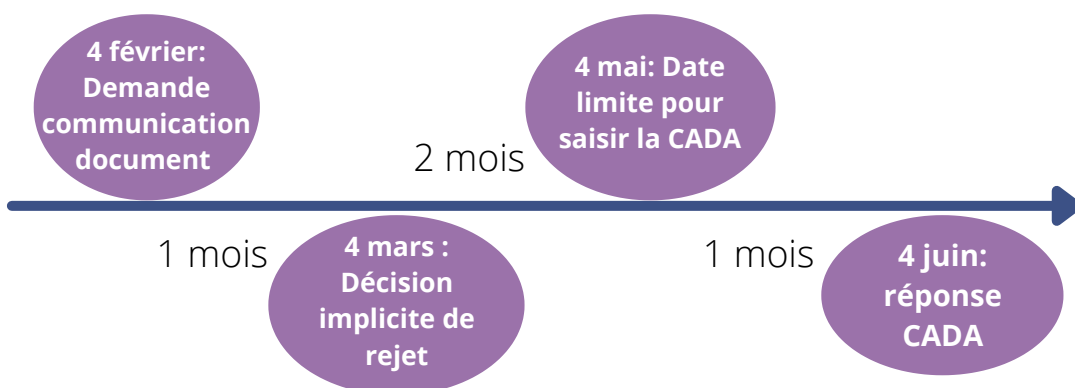 4 février:
Demande
communication
document
1 mois
4 mars :
Décision
implicite de
rejet
2 mois
4 mai: Date
limite pour
saisir la CADA
1 mois
4 juin:
réponse
CADA